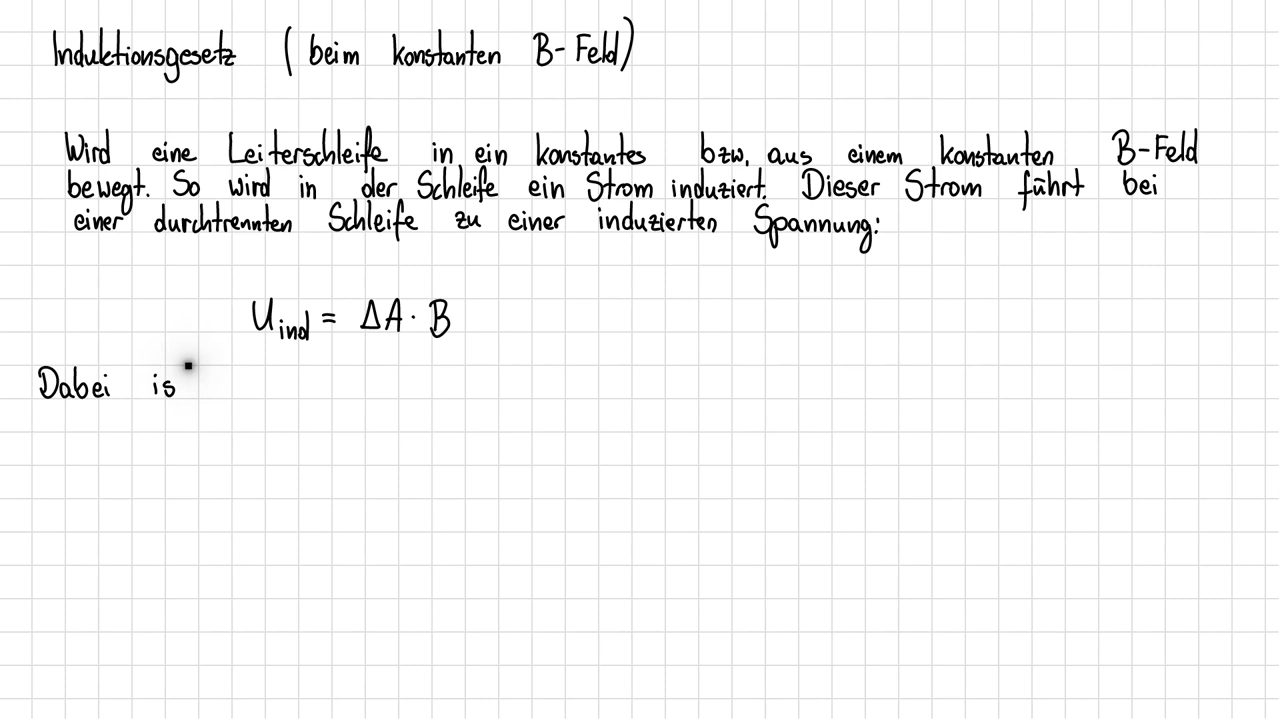 Induktionsgesetz (beim konstanten B-Feld)
Wird eine Leiterschleife in ein konstantes bzw. aus einem konstanten B-Feld
bewegt. So wird in der Schleife ein Strom induziert. Dieser Strom führt bei
einer durchtrennten Schleife zu einer induzierten Spannung:
U_ind = ΔA · B
Dabei is